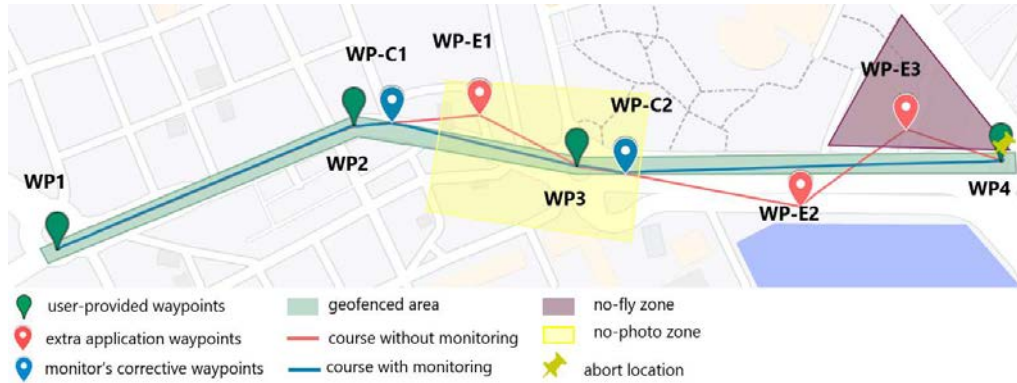 WP-E1
WP-C1
WP-E3
WP-C2
WP2
WP1
WP3
WP4
WP-E2
user-provided waypoints
geofenced area
no-fly zone
extra application waypoints
course without monitoring
no-photo zone
monitor's corrective waypoints
course with monitoring
abort location